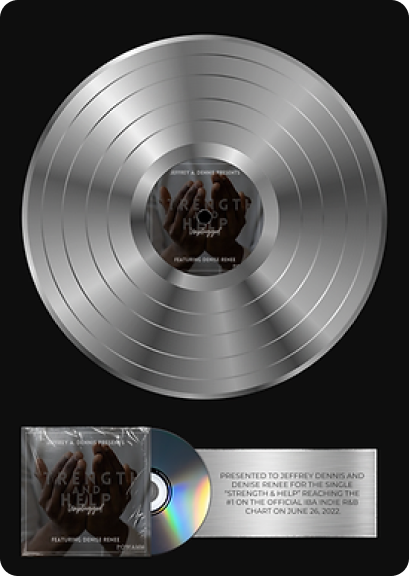 JEFFREY A. DENNIE PRESENTS
STRENGTH
AND
HELP
Unplugged
FEATURING DENISE RENEE
JEFFREY A. DENNIE PRESENTS
STRENGTH
AND
HELP
Unplugged
FEATURING DENISE RENEE
PRESENTED TO JEFFREY DENNIS AND
DENISE RENEE FOR THE SINGLE
"STRENGTH & HELP" REACHING THE
#1 ON THE OFFICIAL IBA INDIE R&B
CHART ON JUNE 26, 2022